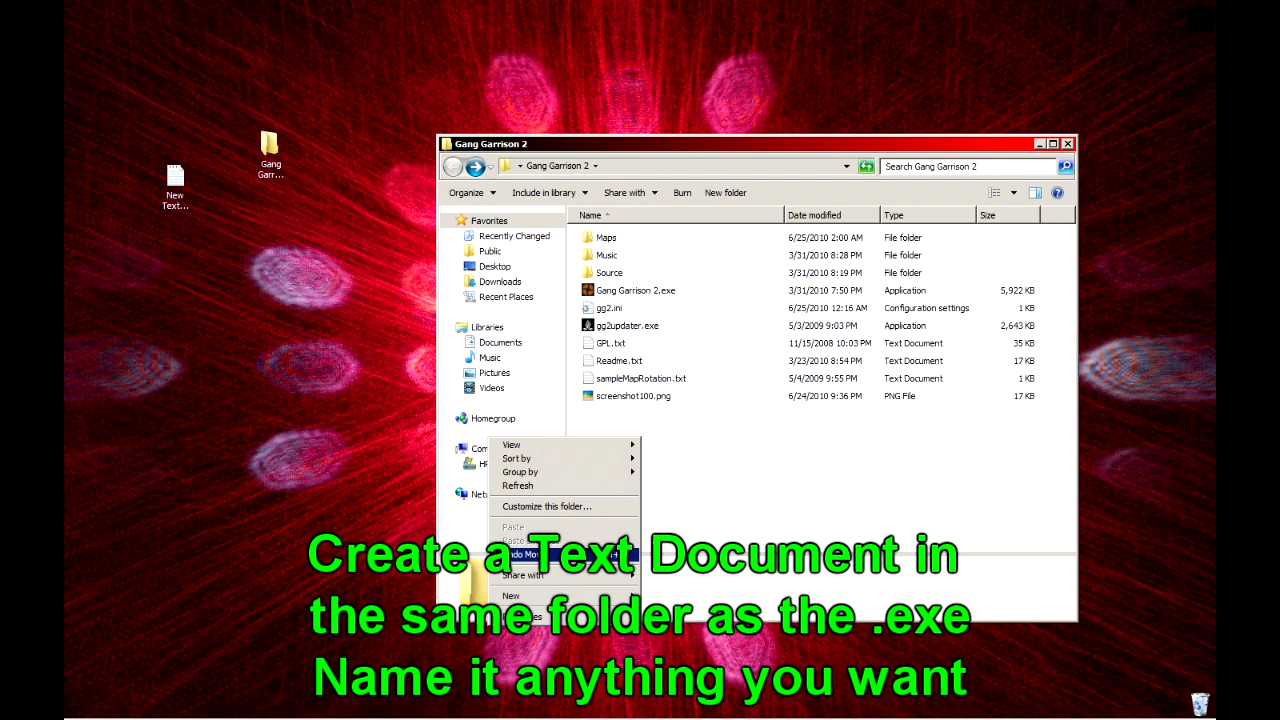 Gang Garrison 2
Gang Garrison 2
Search Gang Garrison 2
Organize Include in library Share with Burn New folder
Name Date modified Type Size
Favorites
Recently Changed
Public
Desktop
Downloads
Recent Places
Libraries
Documents
Music
Pictures
Videos
Homegroup
Maps 6/25/2010 2:00 AM File folder
Music 3/31/2010 8:28 PM File folder
Source 3/31/2010 8:19 PM File folder
Gang Garrison 2.exe 3/31/2010 7:50 PM Application 5,922 KB
gg2.ini 6/25/2010 12:16 AM Configuration settings 1 KB
gg2updater.exe 5/3/2009 9:03 PM Application 2,643 KB
GPL.txt 11/15/2008 10:03 PM Text Document 35 KB
Readme.txt 3/23/2010 8:54 PM Text Document 17 KB
sampleMapRotation.txt 5/4/2009 9:55 PM Text Document 1 KB
screenshot100.png 6/24/2010 9:36 PM PNG File 17 KB
Gang
Garr...
New
Text...
View
Sort by
Group by
Refresh
Customize this folder...
Paste
Share with
New
Create a Text Document in
the same folder as the .exe
Name it anything you want